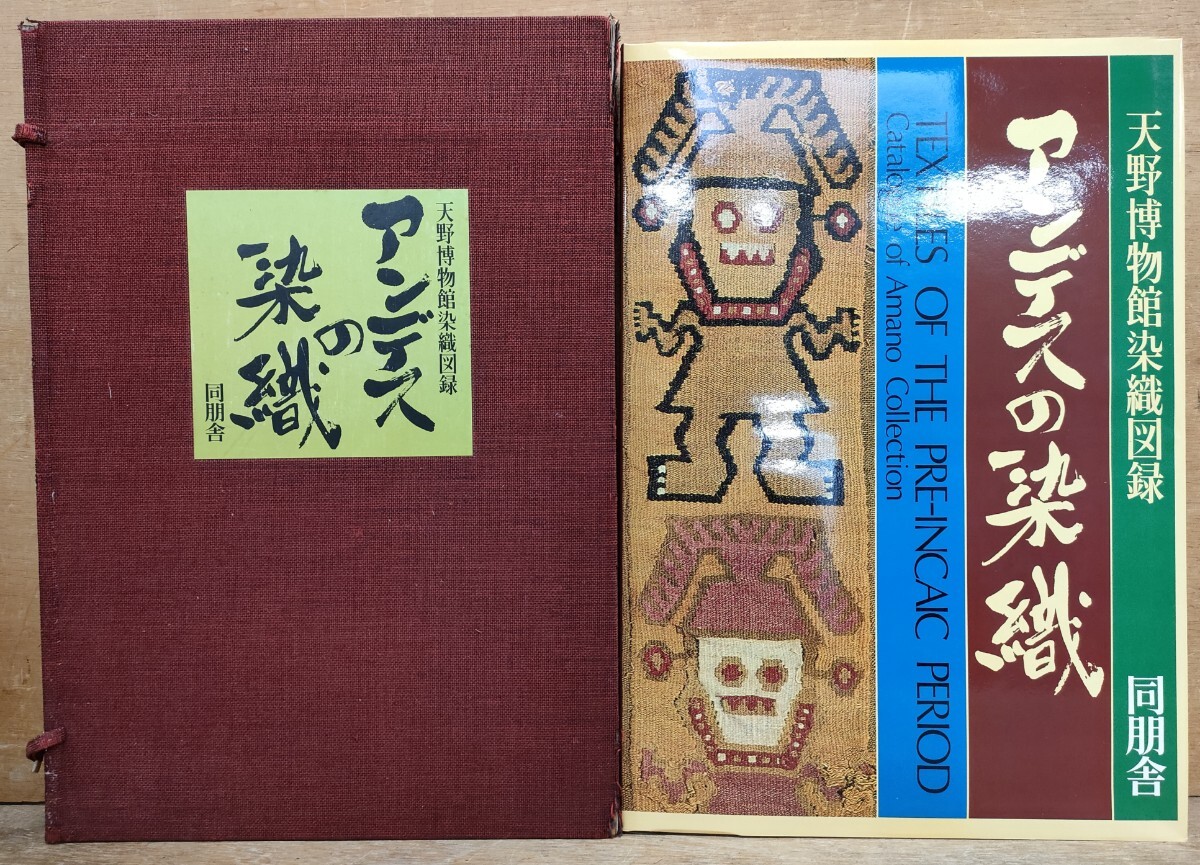 天野博物館染織図録
アンデス
の
染織
同朋舎
天野博物館染織図録
同朋舎
アンデスの染織
TEXTILES OF THE PRE-INCAIC PERIOD
Catalogue of Amano Collection